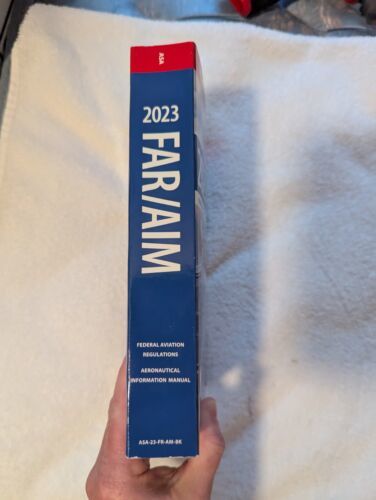 ASA
2023
FAR/AIM
FEDERAL AVIATION
REGULATIONS
AERONAUTICAL
INFORMATION MANUAL
ASA-23-FR-AM-BK